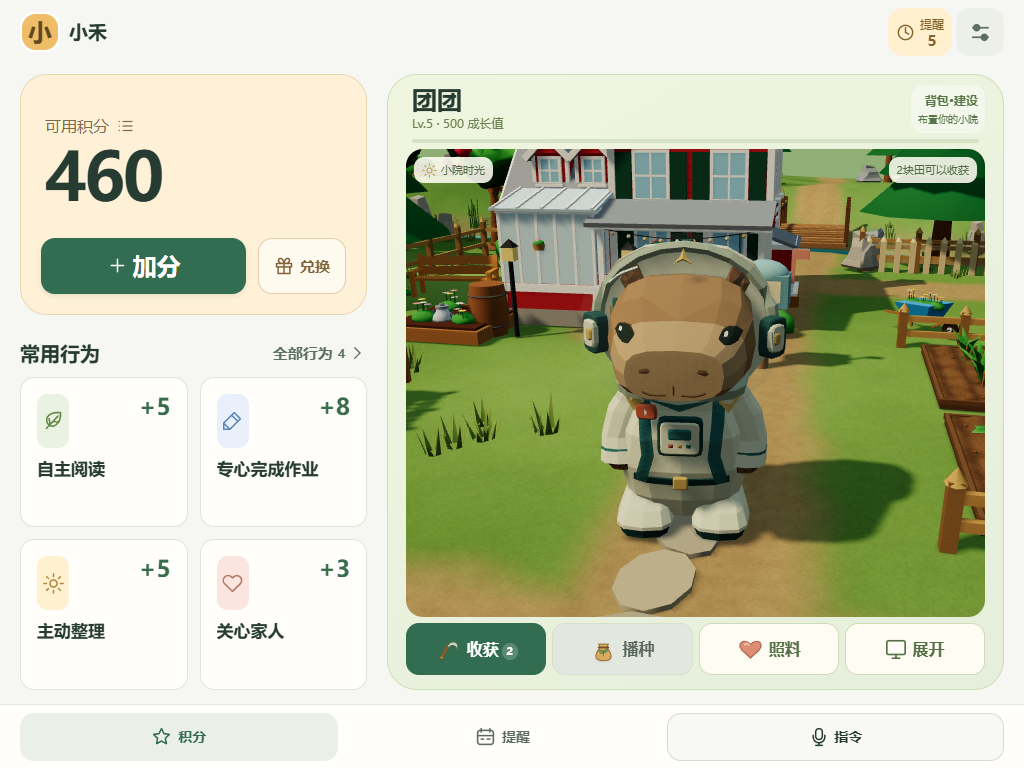 小 小禾
提醒
5
可用积分
460
+ 加分
兑换
常用行为
全部行为 4
+5
自主阅读
+8
专心完成作业
+5
主动整理
+3
关心家人
团团
Lv.5 · 500 成长值
背包·建设
布置你的小院
小院时光
2块田可以收获
收获 2
播种
照料
展开
积分
提醒
指令